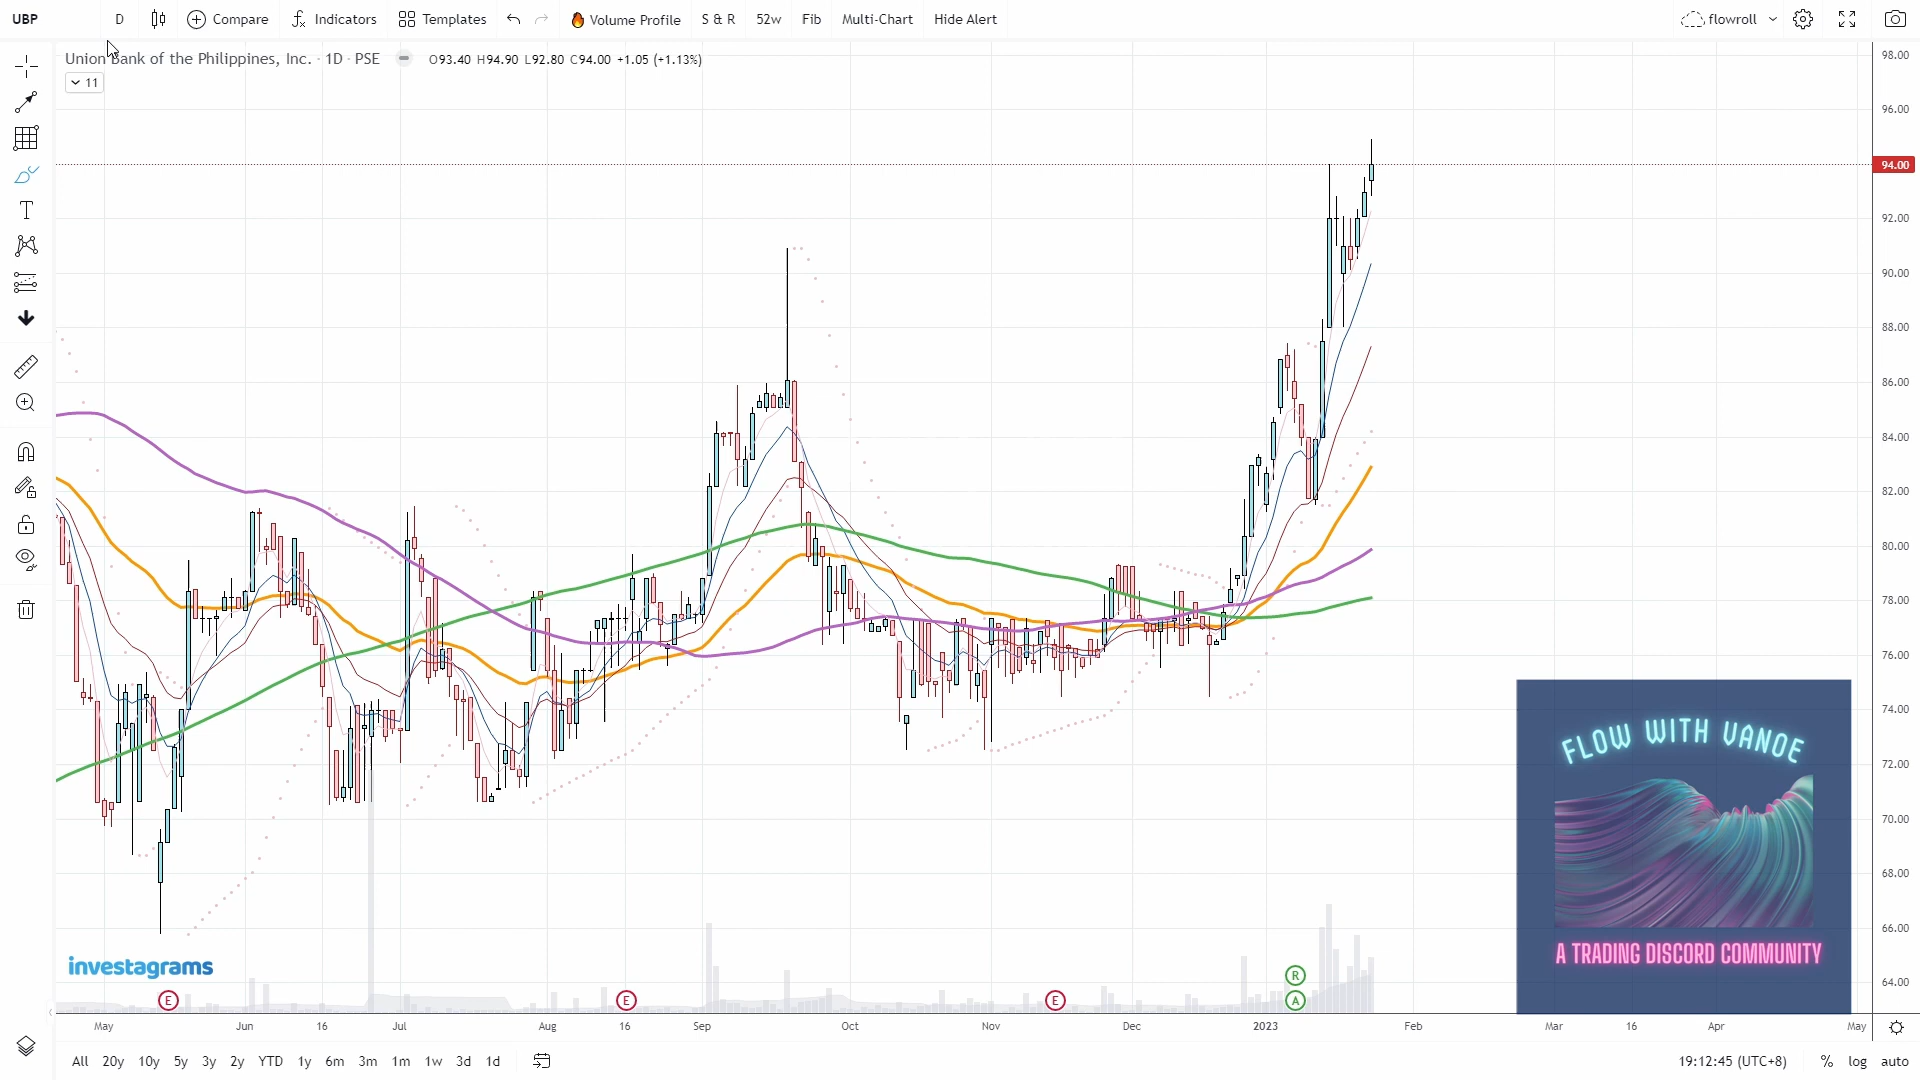 UBP D Compare Indicators Templates Volume Profile S & R 52w Fib Multi-Chart Hide Alert flowroll
Union Bank of the Philippines, Inc. · 1D · PSE O93.40 H94.90 L92.80 C94.00 +1.05 (+1.13%)
11
98.00
96.00
94.00
92.00
90.00
88.00
86.00
84.00
82.00
80.00
78.00
76.00
74.00
72.00
70.00
68.00
66.00
64.00
FLOW WITH VANOE
A TRADING DISCORD COMMUNITY
investagrams
R
E E E A
May Jun 16 Jul Aug 16 Sep Oct Nov Dec 2023 Feb Mar 16 Apr May
All 20y 10y 5y 3y 2y YTD 1y 6m 3m 1m 1w 3d 1d 19:12:45 (UTC+8) % log auto